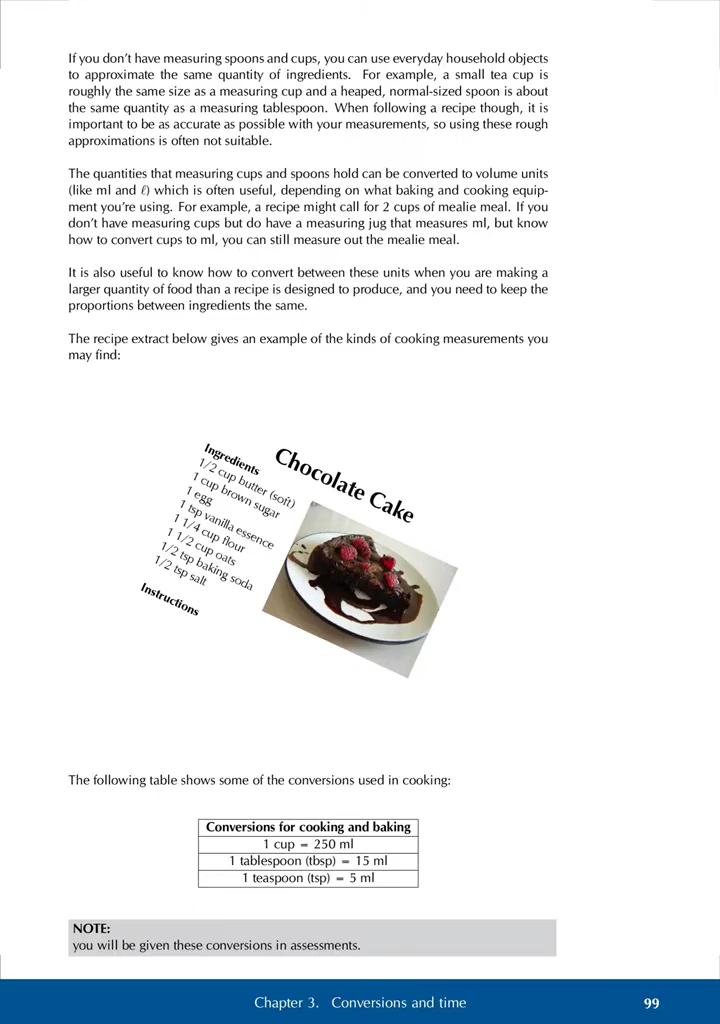 If you don't have measuring spoons and cups, you can use everyday household objects
to approximate the same quantity of ingredients. For example, a small tea cup is
roughly the same size as a measuring cup and a heaped, normal-sized spoon is about
the same quantity as a measuring tablespoon. When following a recipe though, it is
important to be as accurate as possible with your measurements, so using these rough
approximations is often not suitable.
The quantities that measuring cups and spoons hold can be converted to volume units
(like ml and ℓ) which is often useful, depending on what baking and cooking equip-
ment you're using. For example, a recipe might call for 2 cups of mealie meal. If you
don't have measuring cups but do have a measuring jug that measures ml, but know
how to convert cups to ml, you can still measure out the mealie meal.
It is also useful to know how to convert between these units when you are making a
larger quantity of food than a recipe is designed to produce, and you need to keep the
proportions between ingredients the same.
The recipe extract below gives an example of the kinds of cooking measurements you
may find:
Chocolate Cake
Ingredients
1/2 cup butter (soft)
1 cup brown sugar
1 egg
1 tsp vanilla essence
1 1/4 cup flour
1 1/2 cup oats
1/2 tsp baking soda
1/2 tsp salt
Instructions
The following table shows some of the conversions used in cooking:
Conversions for cooking and baking
1 cup = 250 ml
1 tablespoon (tbsp) = 15 ml
1 teaspoon (tsp) = 5 ml
NOTE:
you will be given these conversions in assessments.
Chapter 3. Conversions and time 99